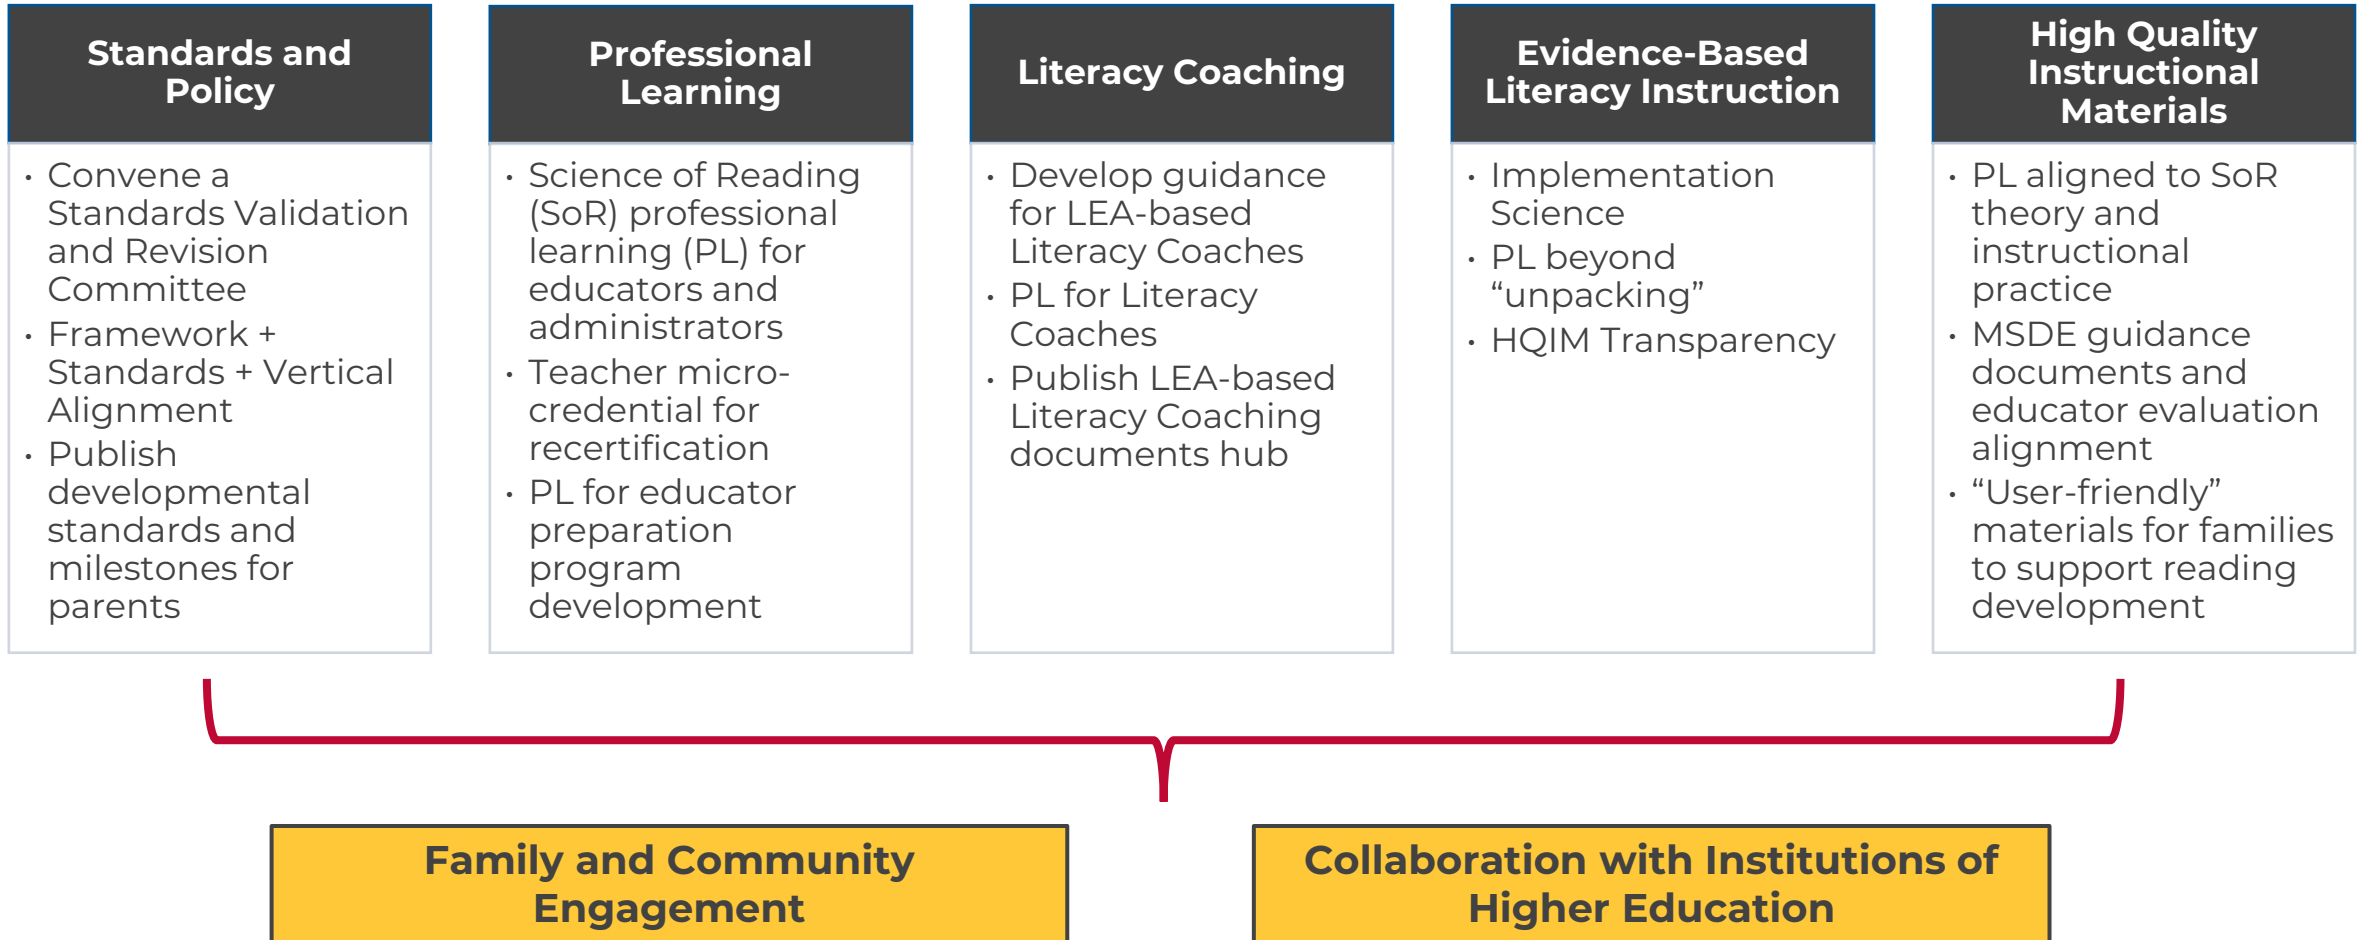 Standards and
Policy
• Convene a
Standards Validation
and Revision
Committee
• Framework +
Standards + Vertical
Alignment
• Publish
developmental
standards and
milestones for
parents
Professional
Learning
• Science of Reading
(SoR) professional
learning (PL) for
educators and
administrators
• Teacher micro-
credential for
recertification
• PL for educator
preparation
program
development
Literacy Coaching
• Develop guidance
for LEA-based
Literacy Coaches
• PL for Literacy
Coaches
• Publish LEA-based
Literacy Coaching
documents hub
Evidence-Based
Literacy Instruction
• Implementation
Science
• PL beyond
“unpacking”
• HQIM Transparency
High Quality
Instructional
Materials
• PL aligned to SoR
theory and
instructional
practice
• MSDE guidance
documents and
educator evaluation
alignment
• “User-friendly”
materials for families
to support reading
development
Family and Community
Engagement
Collaboration with Institutions of
Higher Education